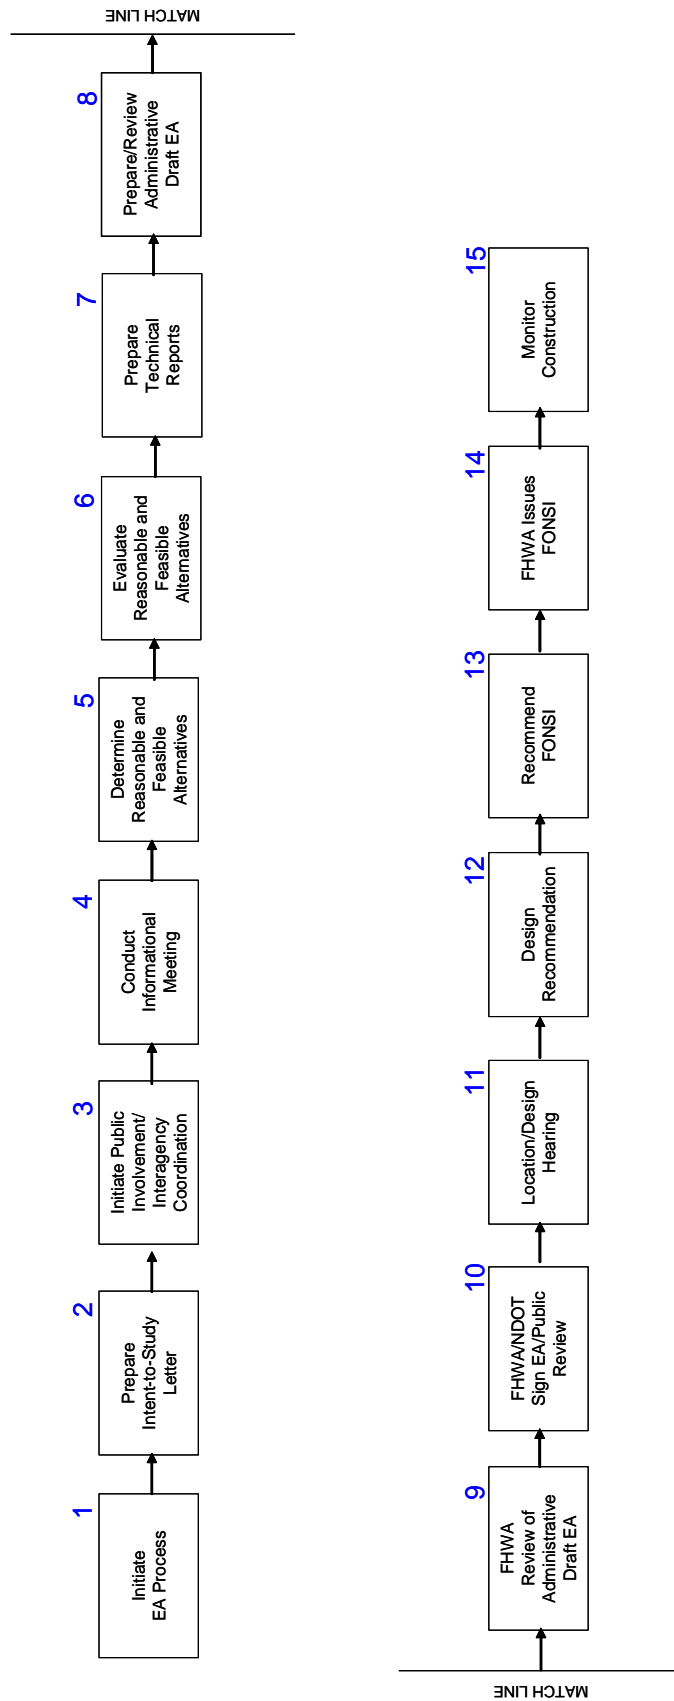 1
Initiate
EA Process
2
Prepare
Intent-to-Study
Letter
3
Initiate Public
Involvement/
Interagency
Coordination
4
Conduct
Informational
Meeting
5
Determine
Reasonable and
Feasible
Alternatives
6
Evaluate
Reasonable and
Feasible
Alternatives
7
Prepare
Technical
Reports
8
Prepare/Review
Administrative
Draft EA
MATCH LINE
MATCH LINE
9
FHWA
Review of
Administrative
Draft EA
10
FHWA/NDOT
Sign EA/Public
Review
11
Location/Design
Hearing
12
Design
Recommendation
13
Recommend
FONSI
14
FHWA Issues
FONSI
15
Monitor
Construction